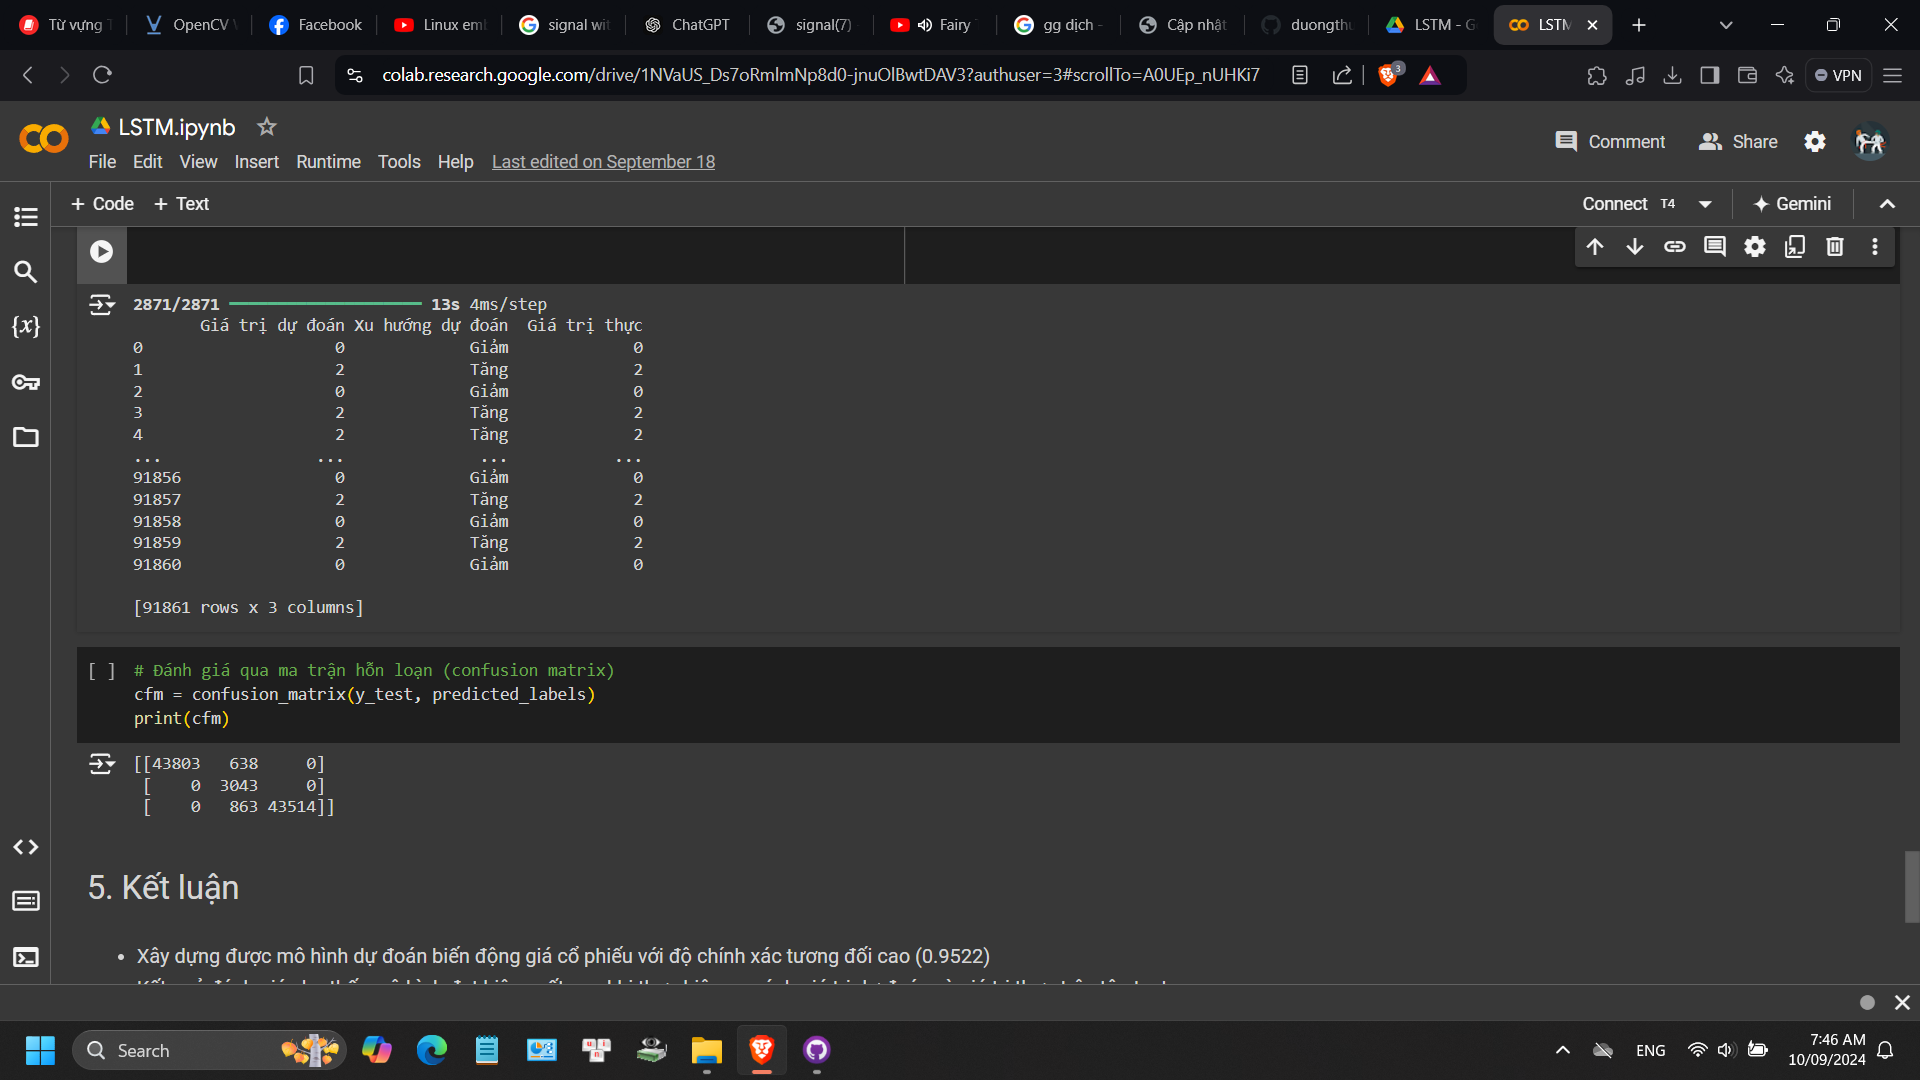 Từ vựng T
OpenCV
Facebook
Linux emb
signal wit
ChatGPT
signal(7)
Fairy
gg dịch -
Cập nhật
duongthu
LSTM - G
LSTM
colab.research.google.com/drive/1NVaUS_Ds7oRmlmNp8d0-jnuOlBwtDAV3?authuser=3#scrollTo=A0UEp_nUHKi7
3
VPN
LSTM.ipynb
Comment
Share
File Edit View Insert Runtime Tools Help Last edited on September 18
+ Code + Text
Connect T4
Gemini
{x}
2871/2871 13s 4ms/step
Giá trị dự đoán Xu hướng dự đoán Giá trị thực
0 0 Giảm 0
1 2 Tăng 2
2 0 Giảm 0
3 2 Tăng 2
4 2 Tăng 2
... ... ... ...
91856 0 Giảm 0
91857 2 Tăng 2
91858 0 Giảm 0
91859 2 Tăng 2
91860 0 Giảm 0
[91861 rows x 3 columns]
[ ] # Đánh giá qua ma trận hỗn loạn (confusion matrix)
cfm = confusion_matrix(y_test, predicted_labels)
print(cfm)
[[43803 638 0]
[ 0 3043 0]
[ 0 863 43514]]
5. Kết luận
• Xây dựng được mô hình dự đoán biến động giá cổ phiếu với độ chính xác tương đối cao (0.9522)
Search
ENG
7:46 AM
10/09/2024